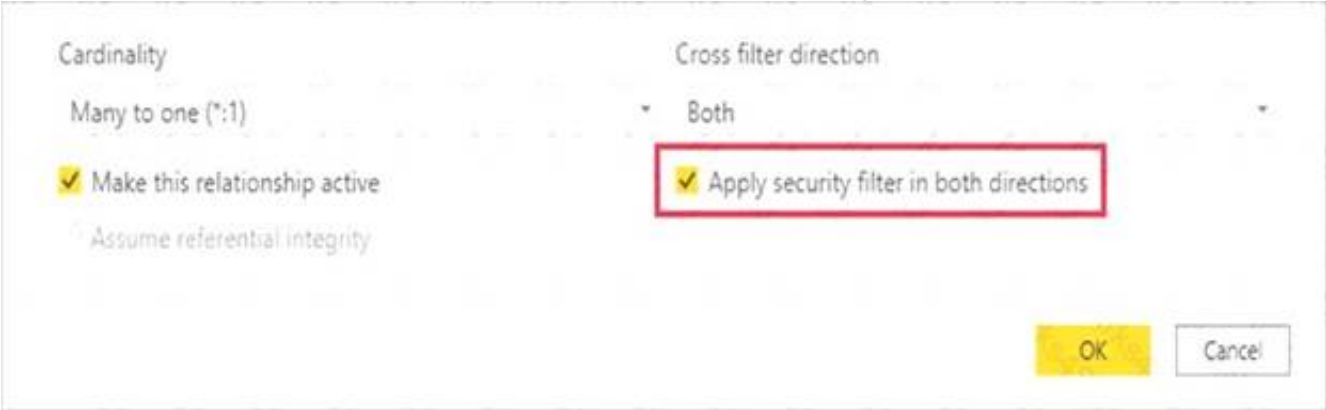 Cardinality
Cross filter direction
Many to one (*:1)
Both
Make this relationship active
Apply security filter in both directions
Assume referential integrity
OK
Cancel